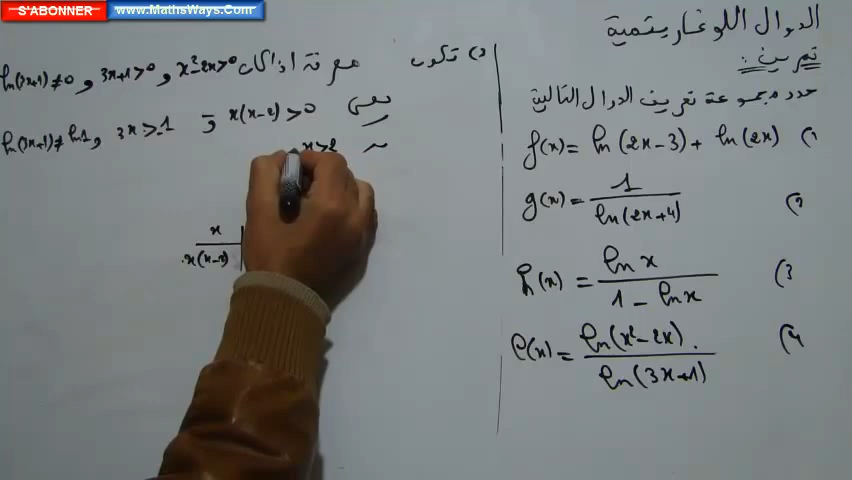 S'ABONNER www.MathsWays.Com
الدوال اللوغاريتمية
تمرين:
حدد مجموعة تعريف الدوال التالية
1) f(x) = ln(2x-3) + ln(2x)
2) g(x) = 1/ln(2x+4)
3) h(x) = ln x/1 - ln x
4) l(x) = ln(x²-2x)/ln(3x+1)
تكون معرفة اذا كان x²-2x>0 و 3x+1>0 و ln(3x+1)≠0
يعني x(x-2)>0 و 3x>-1 و ln(3x+1)≠ln1
x>2
x
x(x-2)